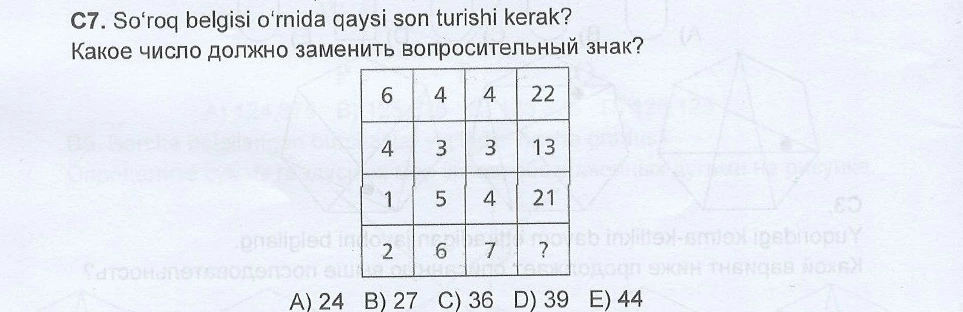 C7. So‘roq belgisi o‘rnida qaysi son turishi kerak?
Какое число должно заменить вопросительный знак?
6 4 4 22
4 3 3 13
1 5 4 21
2 6 7 ?
A) 24 B) 27 C) 36 D) 39 E) 44